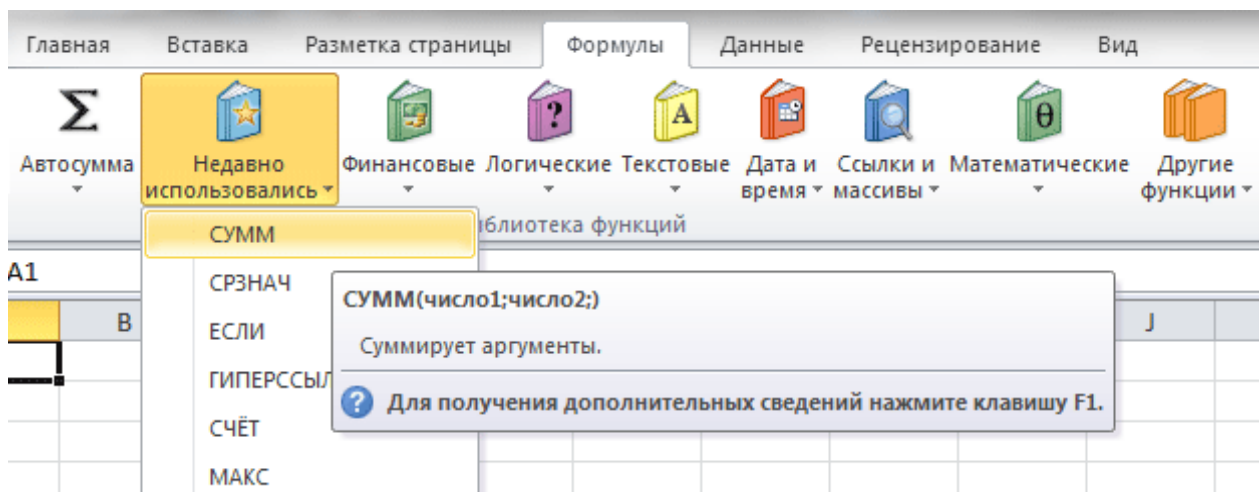 Главная Вставка Разметка страницы Формулы Данные Рецензирование Вид
Σ ? A θ
Автосумма Недавно использовались Финансовые Логические Текстовые Дата и время Ссылки и массивы Математические Другие функции
блиотека функций
A1
B J
СУММ
СРЗНАЧ
ЕСЛИ
ГИПЕРССЫЛ
СЧЁТ
МАКС
СУММ(число1;число2;)
Суммирует аргументы.
? Для получения дополнительных сведений нажмите клавишу F1.